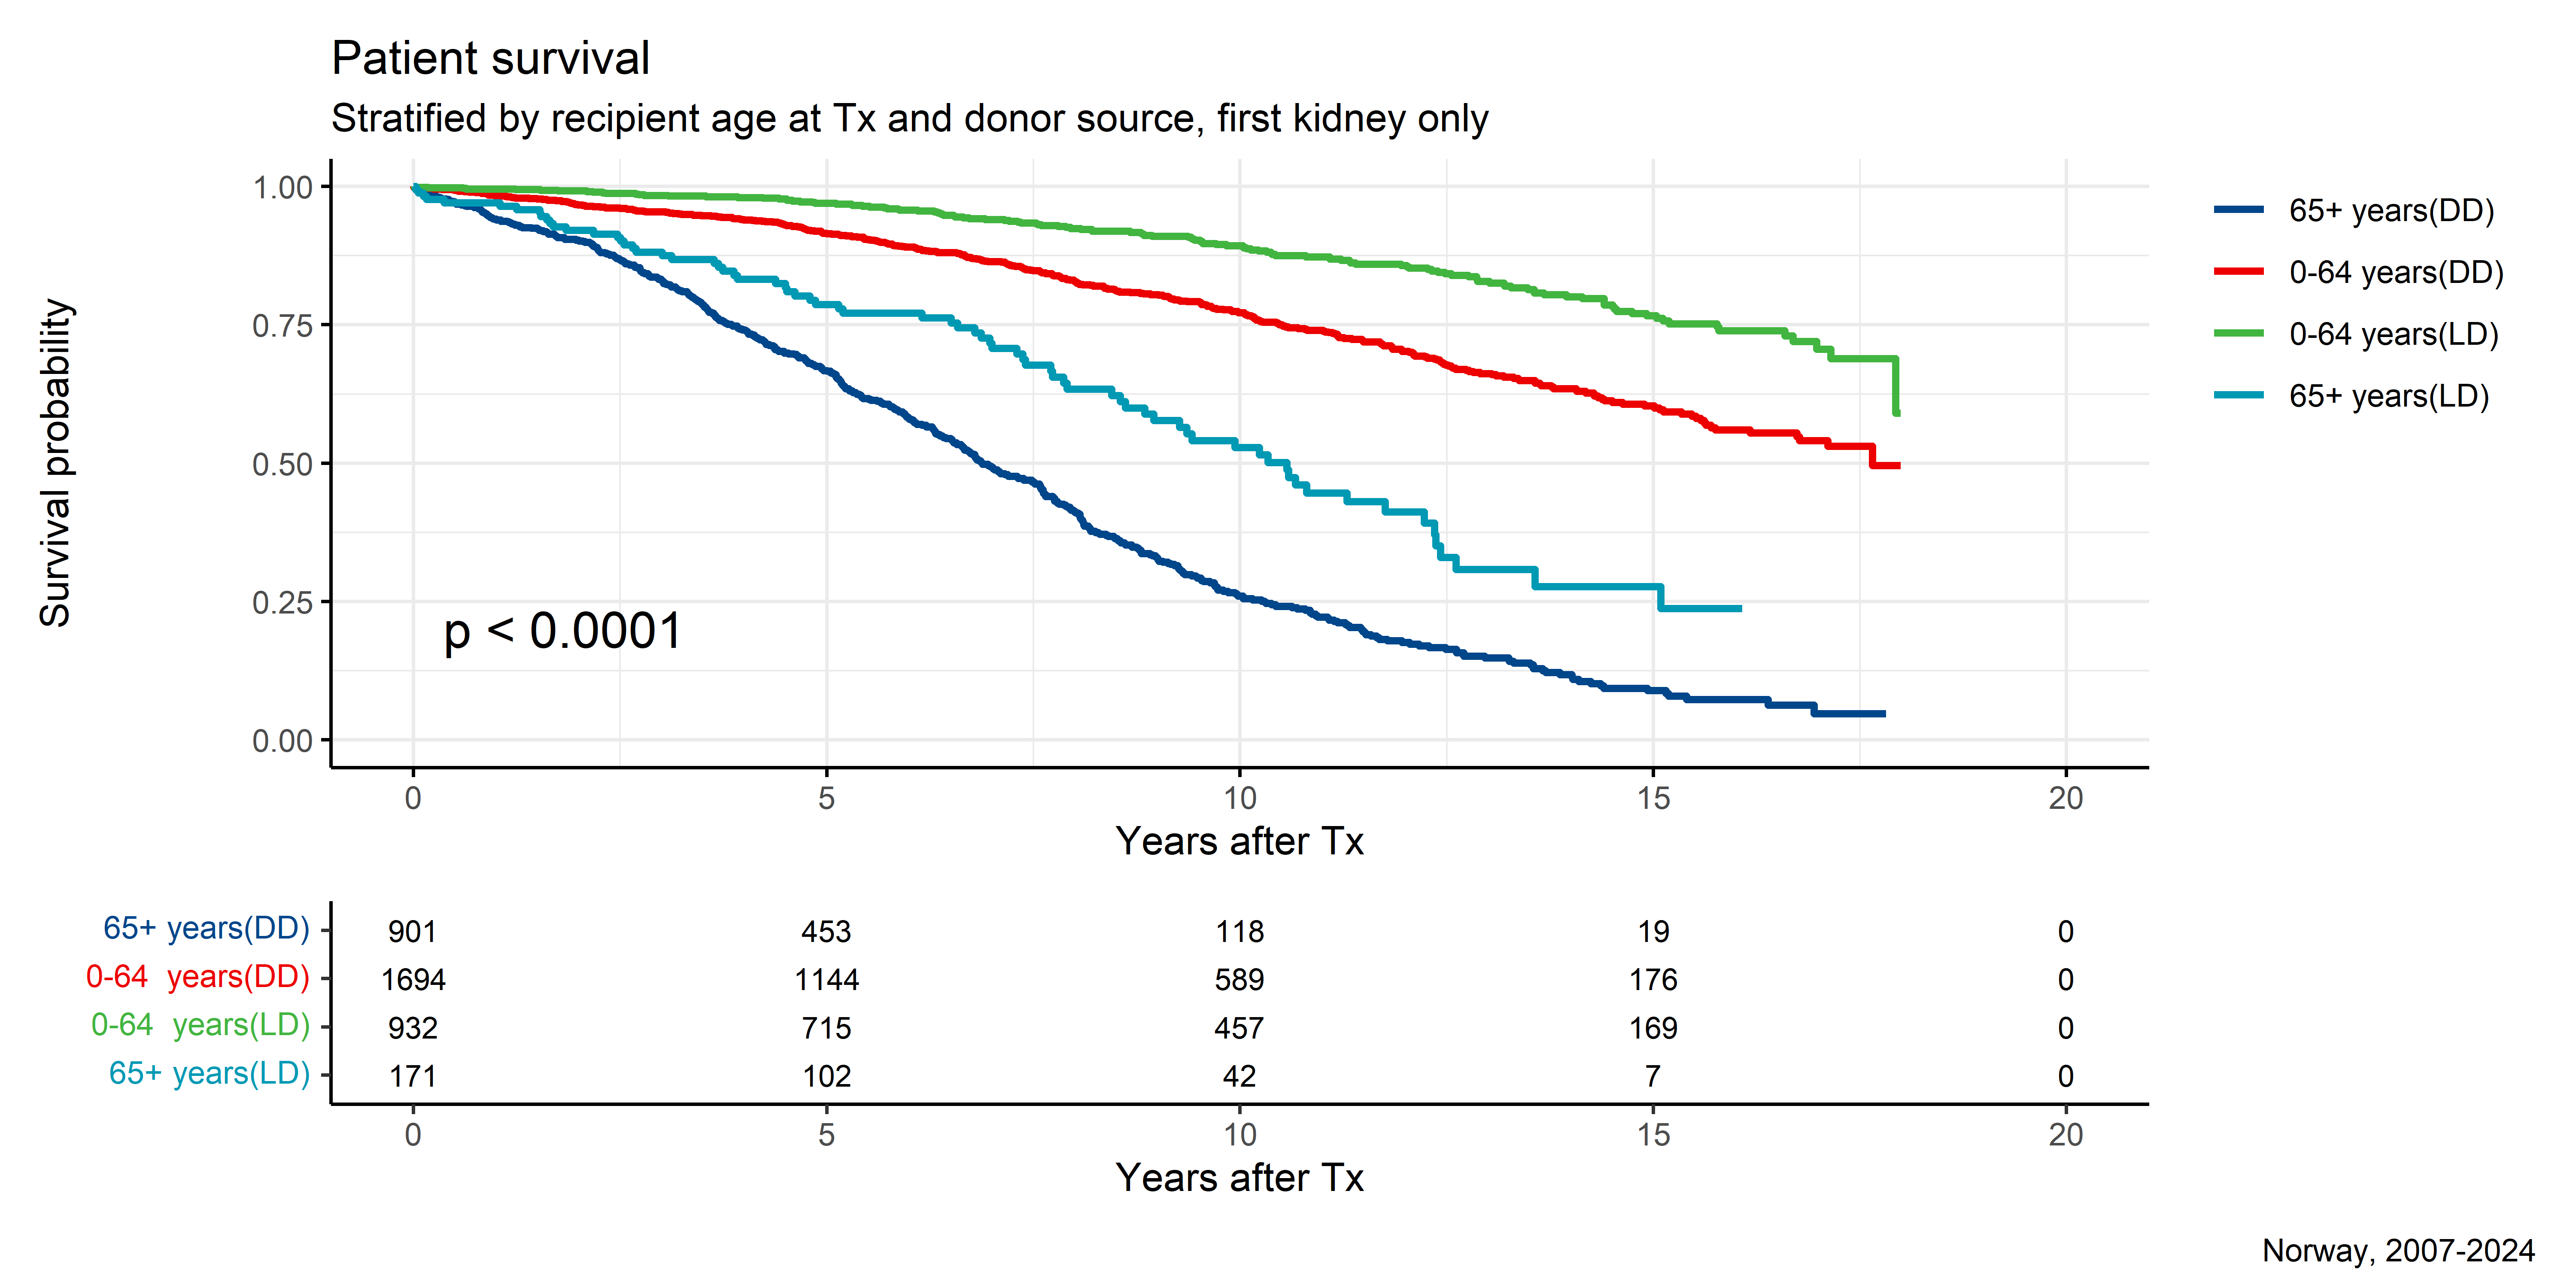 Patient survival
Stratified by recipient age at Tx and donor source, first kidney only
Survival probability
1.00
0.75
0.50
0.25
0.00
p < 0.0001
0 5 10 15 20
Years after Tx
65+ years(DD)
0-64 years(DD)
0-64 years(LD)
65+ years(LD)
65+ years(DD) 901 453 118 19 0
0-64 years(DD) 1694 1144 589 176 0
0-64 years(LD) 932 715 457 169 0
65+ years(LD) 171 102 42 7 0
0 5 10 15 20
Years after Tx
Norway, 2007-2024